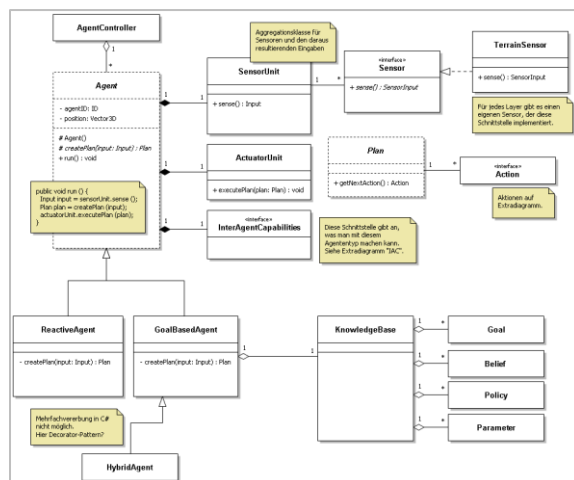 AgentController
1
*
Agent
- agentID: ID
- position: Vector3D
# Agent()
# createPlan(input: Input) : Plan
+ run() : void
public void run () {
Input input = sensorUnit.sense ();
Plan plan = createPlan (input);
actuatorUnit.executePlan (plan);
}
Aggregationsklasse für
Sensoren und den daraus
resultierenden Eingaben
1
1
SensorUnit
+ sense() : Input
1
*
«interface»
Sensor
+ sense() : SensorInput
TerrainSensor
+ sense() : SensorInput
Für jedes Layer gibt es einen
eigenen Sensor, der diese
Schnittstelle implementiert.
1
1
ActuatorUnit
+ executePlan(plan: Plan) : void
Plan
+ getNextAction() : Action
1
*
«interface»
Action
Aktionen auf
Extradiagramm.
1
1
«interface»
InterAgentCapabilities
Diese Schnittstelle gibt an,
was man mit diesem
Agententyp machen kann.
Siehe Extradiagramm "IAC".
ReactiveAgent
- createPlan(input: Input) : Plan
GoalBasedAgent
- createPlan(input: Input) : Plan
1
1
KnowledgeBase
1
*
Goal
1
*
Belief
1
*
Policy
1
*
Parameter
Mehrfachvererbung in C#
nicht möglich.
Hier Decorator-Pattern?
HybridAgent